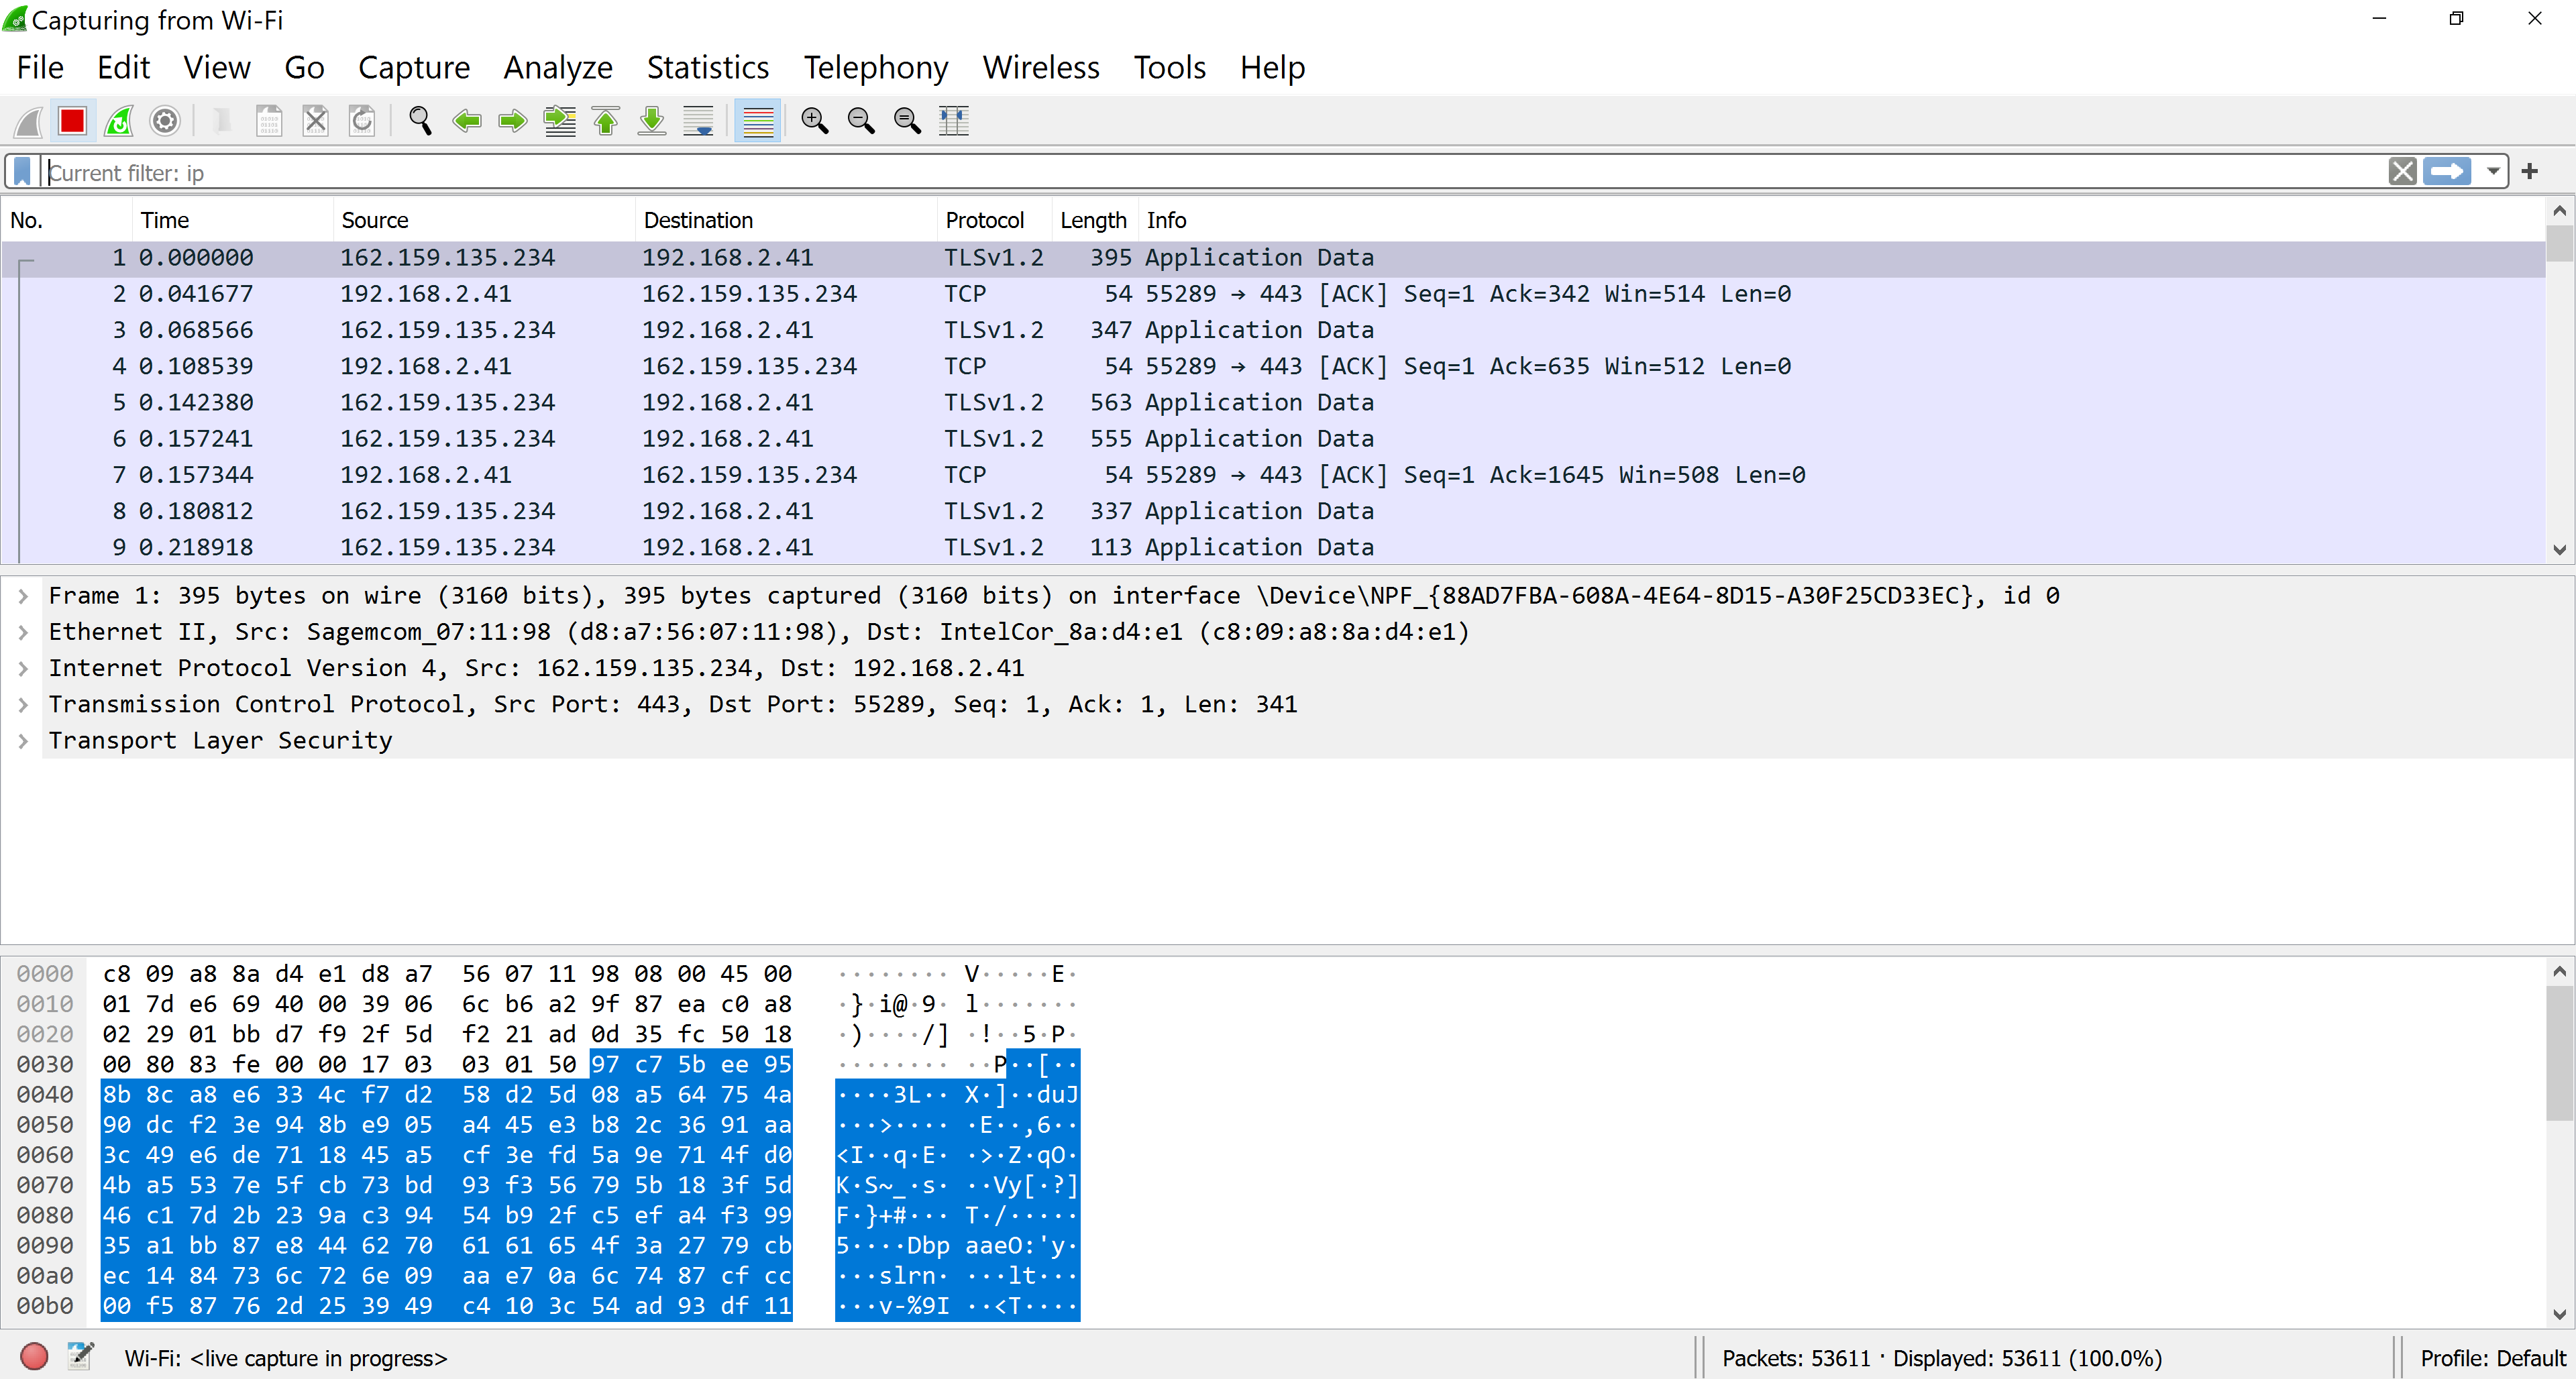 Capturing from Wi-Fi
File Edit View Go Capture Analyze Statistics Telephony Wireless Tools Help
Current filter: ip
No. Time Source Destination Protocol Length Info
1 0.000000 162.159.135.234 192.168.2.41 TLSv1.2 395 Application Data
2 0.041677 192.168.2.41 162.159.135.234 TCP 54 55289 → 443 [ACK] Seq=1 Ack=342 Win=514 Len=0
3 0.068566 162.159.135.234 192.168.2.41 TLSv1.2 347 Application Data
4 0.108539 192.168.2.41 162.159.135.234 TCP 54 55289 → 443 [ACK] Seq=1 Ack=635 Win=512 Len=0
5 0.142380 162.159.135.234 192.168.2.41 TLSv1.2 563 Application Data
6 0.157241 162.159.135.234 192.168.2.41 TLSv1.2 555 Application Data
7 0.157344 192.168.2.41 162.159.135.234 TCP 54 55289 → 443 [ACK] Seq=1 Ack=1645 Win=508 Len=0
8 0.180812 162.159.135.234 192.168.2.41 TLSv1.2 337 Application Data
9 0.218918 162.159.135.234 192.168.2.41 TLSv1.2 113 Application Data
Frame 1: 395 bytes on wire (3160 bits), 395 bytes captured (3160 bits) on interface \Device\NPF_{88AD7FBA-608A-4E64-8D15-A30F25CD33EC}, id 0
Ethernet II, Src: Sagemcom_07:11:98 (d8:a7:56:07:11:98), Dst: IntelCor_8a:d4:e1 (c8:09:a8:8a:d4:e1)
Internet Protocol Version 4, Src: 162.159.135.234, Dst: 192.168.2.41
Transmission Control Protocol, Src Port: 443, Dst Port: 55289, Seq: 1, Ack: 1, Len: 341
Transport Layer Security
0000 c8 09 a8 8a d4 e1 d8 a7 56 07 11 98 08 00 45 00 ········ V·····E·
0010 01 7d e6 69 40 00 39 06 6c b6 a2 9f 87 ea c0 a8 ·}·i@·9· l·······
0020 02 29 01 bb d7 f9 2f 5d f2 21 ad 0d 35 fc 50 18 ·)····/] ·!··5·P·
0030 00 80 83 fe 00 00 17 03 03 01 50 97 c7 5b ee 95 ········ ··P··[··
0040 8b 8c a8 e6 33 4c f7 d2 58 d2 5d 08 a5 64 75 4a ····3L·· X·]··duJ
0050 90 dc f2 3e 94 8b e9 05 a4 45 e3 b8 2c 36 91 aa ···>···· ·E··,6··
0060 3c 49 e6 de 71 18 45 a5 cf 3e fd 5a 9e 71 4f d0 <I··q·E· ·>·Z·qO·
0070 4b a5 53 7e 5f cb 73 bd 93 f3 56 79 5b 18 3f 5d K·S~_·s· ··Vy[·?]
0080 46 c1 7d 2b 23 9a c3 94 54 b9 2f c5 ef a4 f3 99 F·}+#··· T·/·····
0090 35 a1 bb 87 e8 44 62 70 61 61 65 4f 3a 27 79 cb 5····Dbp aaeO:'y·
00a0 ec 14 84 73 6c 72 6e 09 aa e7 0a 6c 74 87 cf cc ···slrn· ···lt···
00b0 00 f5 87 76 2d 25 39 49 c4 10 3c 54 ad 93 df 11 ···v-%9I ··<T····
Wi-Fi: <live capture in progress> Packets: 53611 · Displayed: 53611 (100.0%) Profile: Default